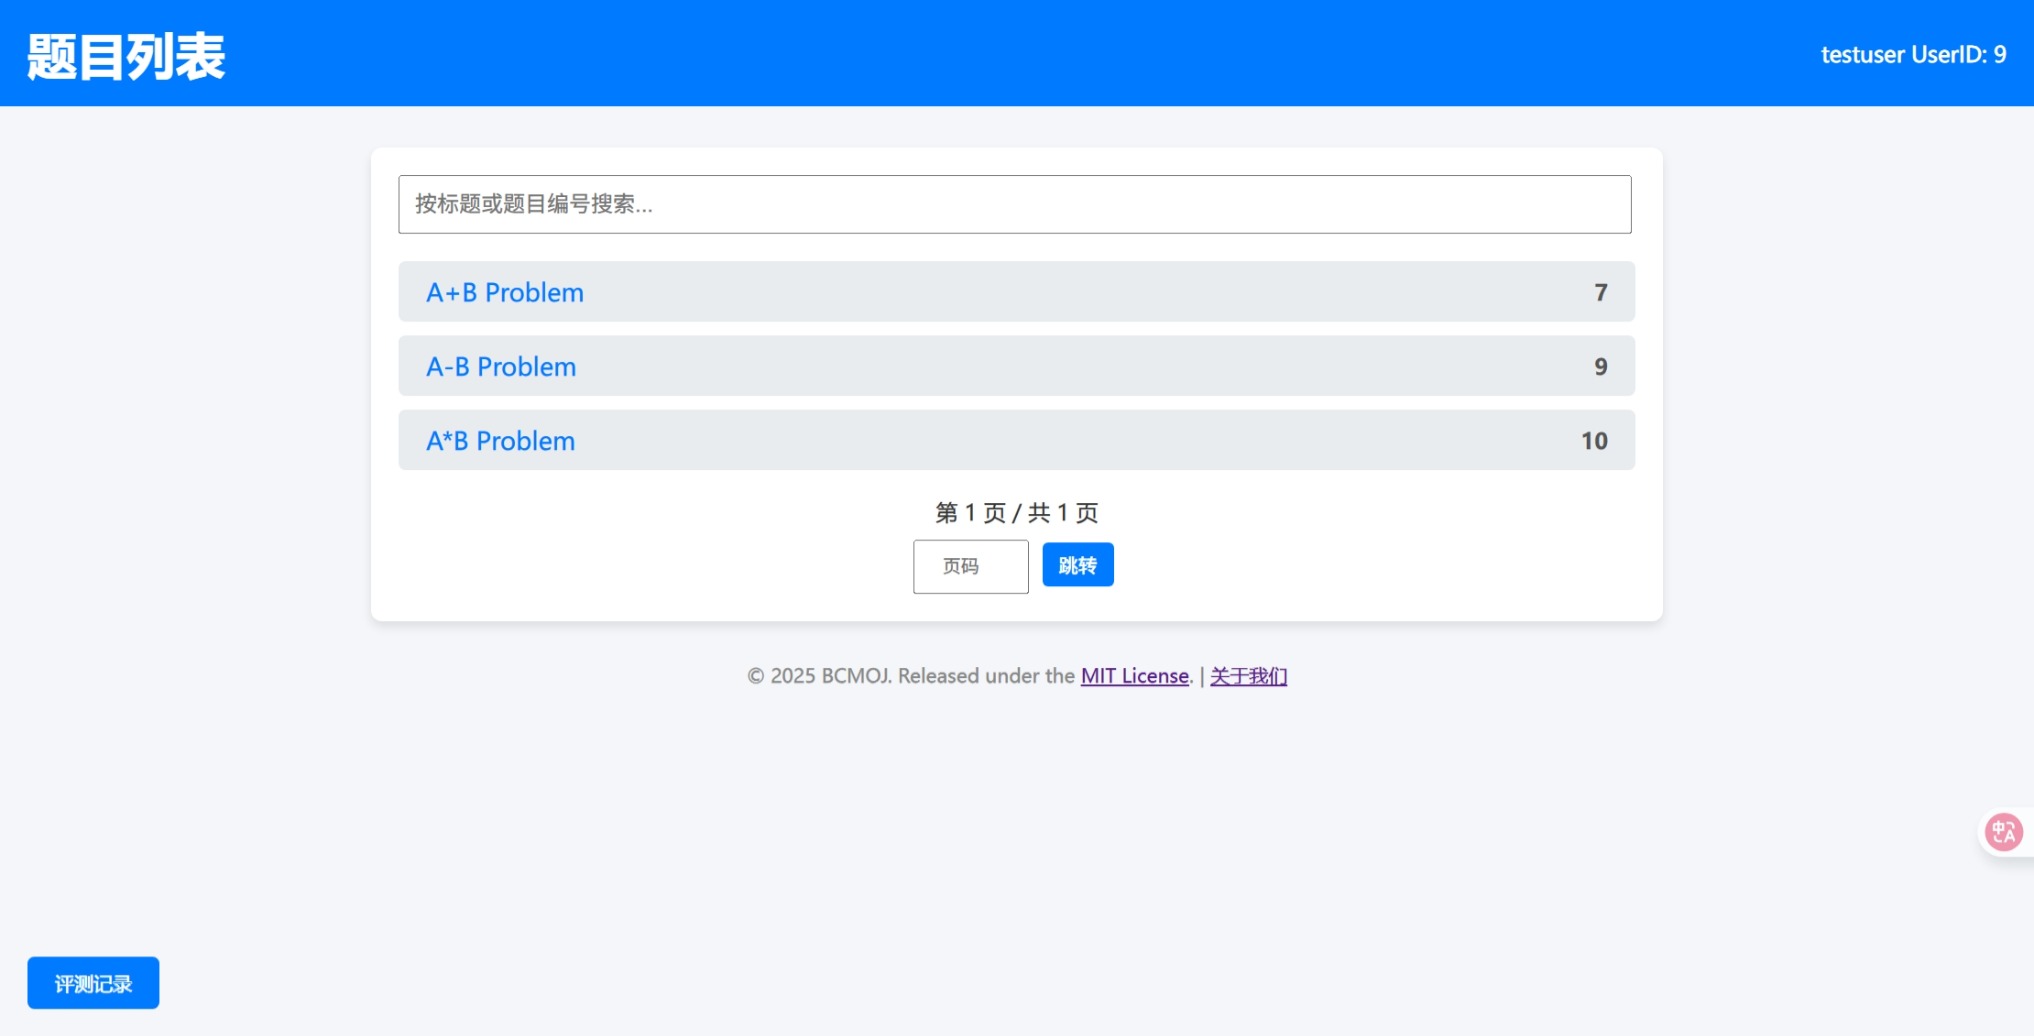 题目列表
testuser UserID: 9
按标题或题目编号搜索...
A+B Problem 7
A-B Problem 9
A*B Problem 10
第 1 页 / 共 1 页
页码 跳转
© 2025 BCMOJ. Released under the MIT License. | 关于我们
中A
评测记录